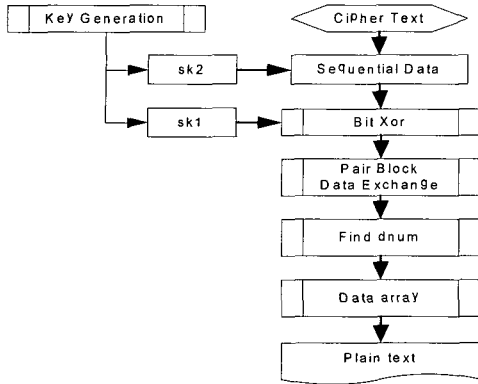 Key Generation
Cipher Text
sk2
Sequential Data
sk1
Bit Xor
Pair Block
Data Exchange
Find dnum
Data array
Plain text